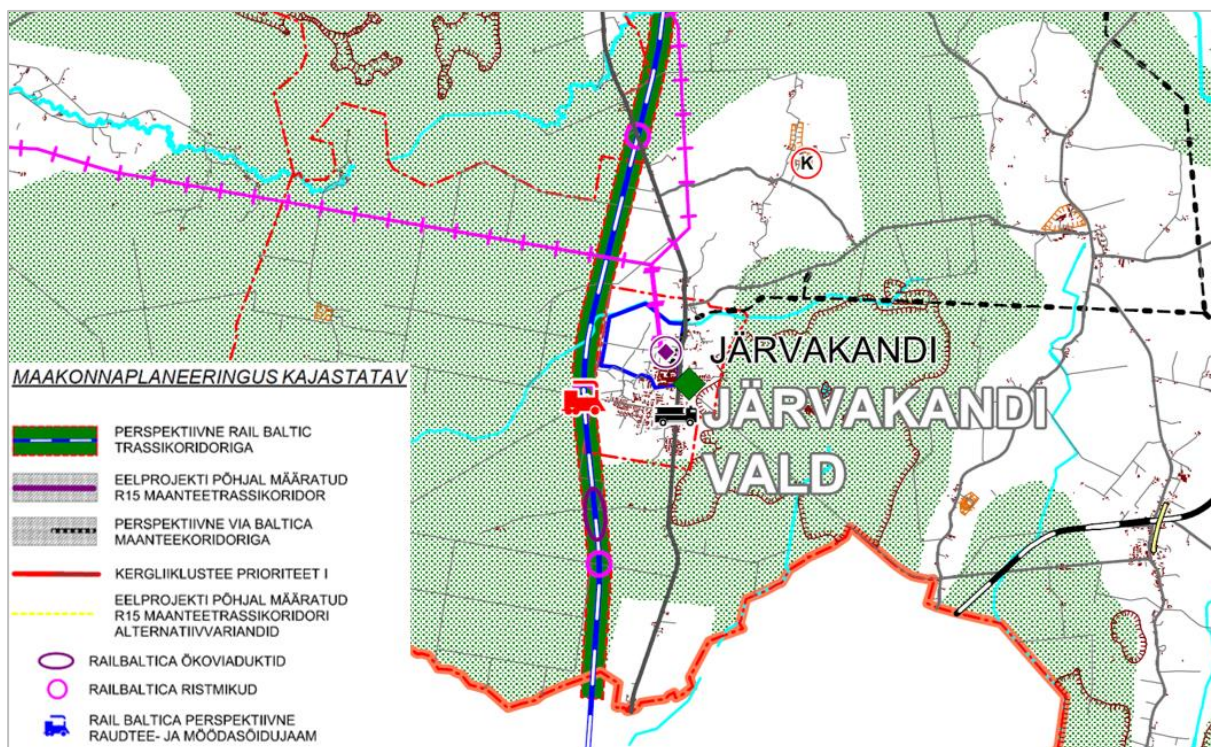 K
JÄRVAKANDI
JÄRVAKANDI
VALD
MAAKONNAPLANEERINGUS KAJASTATAV
PERSPEKTIIVNE RAIL BALTIC
TRASSIKORIDORIGA
EELPROJEKTI PÕHJAL MÄÄRATUD
R15 MAANTEETRASSIKORIDOR
PERSPEKTIIVNE VIA BALTICA
MAANTEEKORIDORIGA
KERGLIIKLUSTEE PRIORITEET I
EELPROJEKTI PÕHJAL MÄÄRATUD
R15 MAANTEETRASSIKORIDORI
ALTERNATIIVVARIANDID
RAILBALTICA ÖKOVIADUKTID
RAILBALTICA RISTMIKUD
RAIL BALTICA PERSPEKTIIVNE
RAUDTEE- JA MÖÖDASÕIDUJAAM